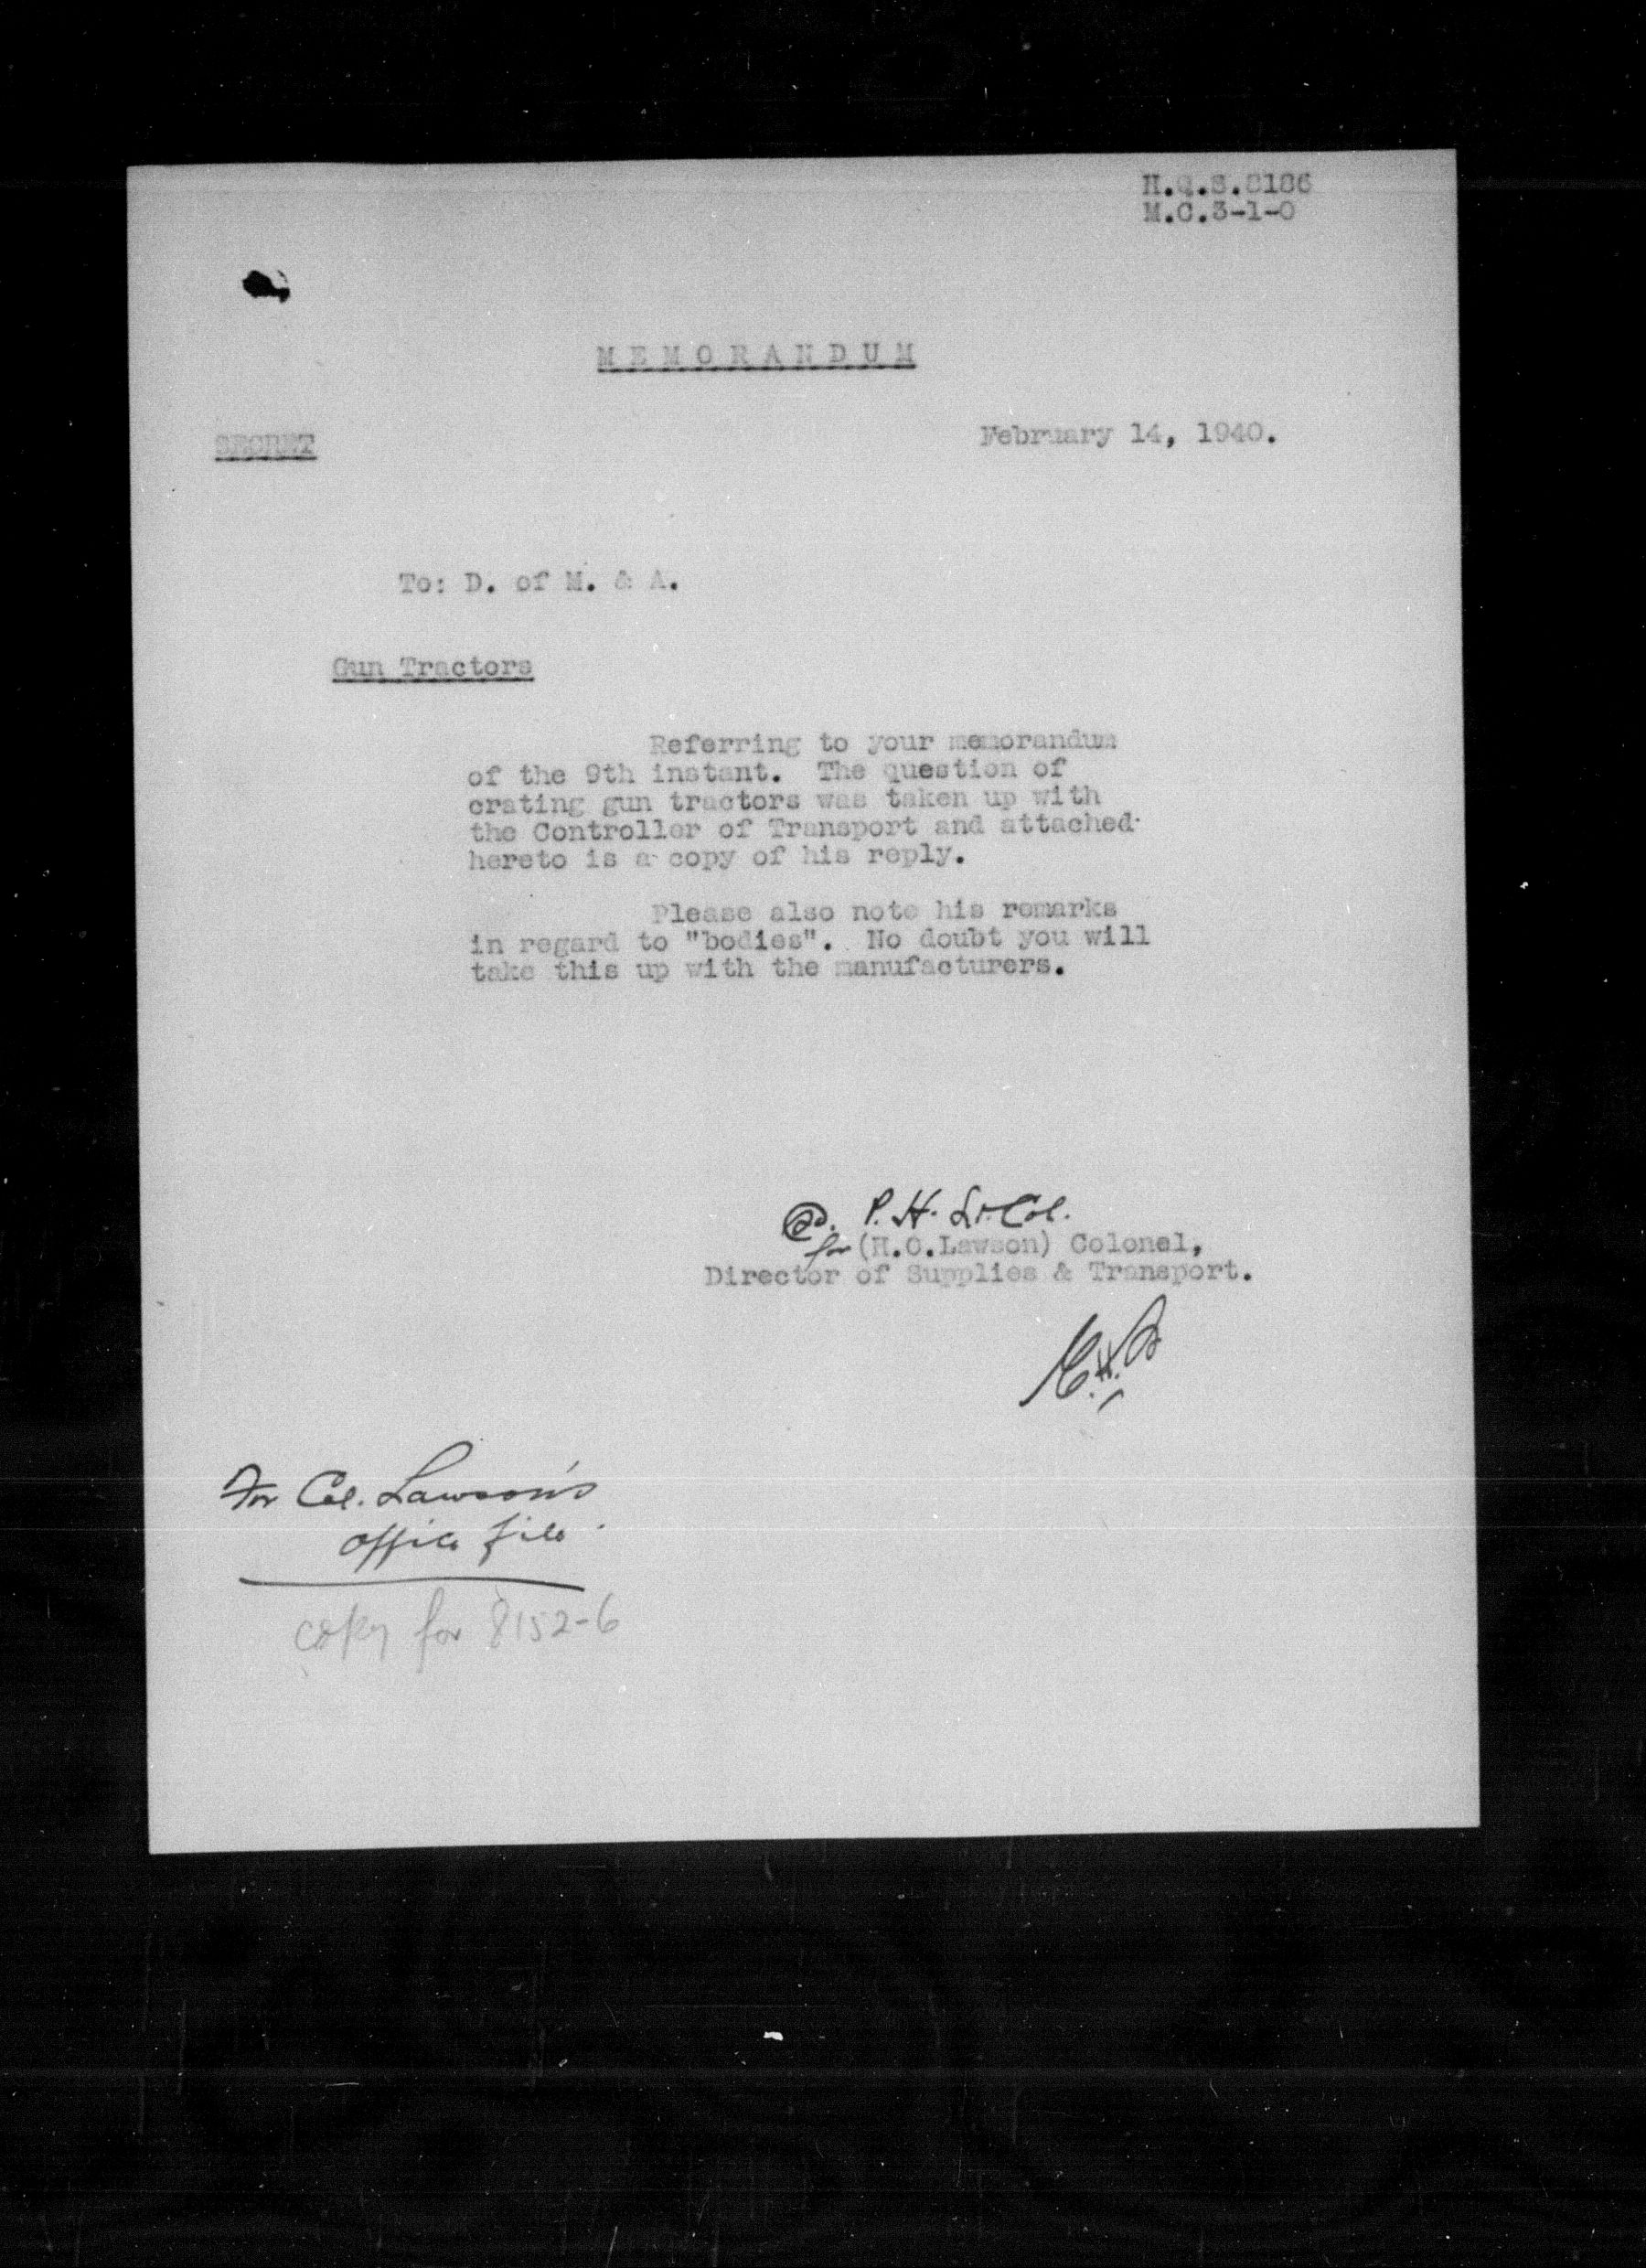 H.Q.S.8186
M.C.3-1-0
MEMORANDUM
SECRET
February 14, 1940.
To: D. of M. & A.
Gun Tractors
Referring to your memorandum
of the 9th instant. The question of
crating gun tractors was taken up with
the Controller of Transport and attached
hereto is a copy of his reply.
Please also note his remarks
in regard to "bodies". No doubt you will
take this up with the manufacturers.
P. H. Lt. Col.
for (H.O.Lawson) Colonel,
Director of Supplies & Transport.
For Col. Lawson's
office file.
copy for 8152-6